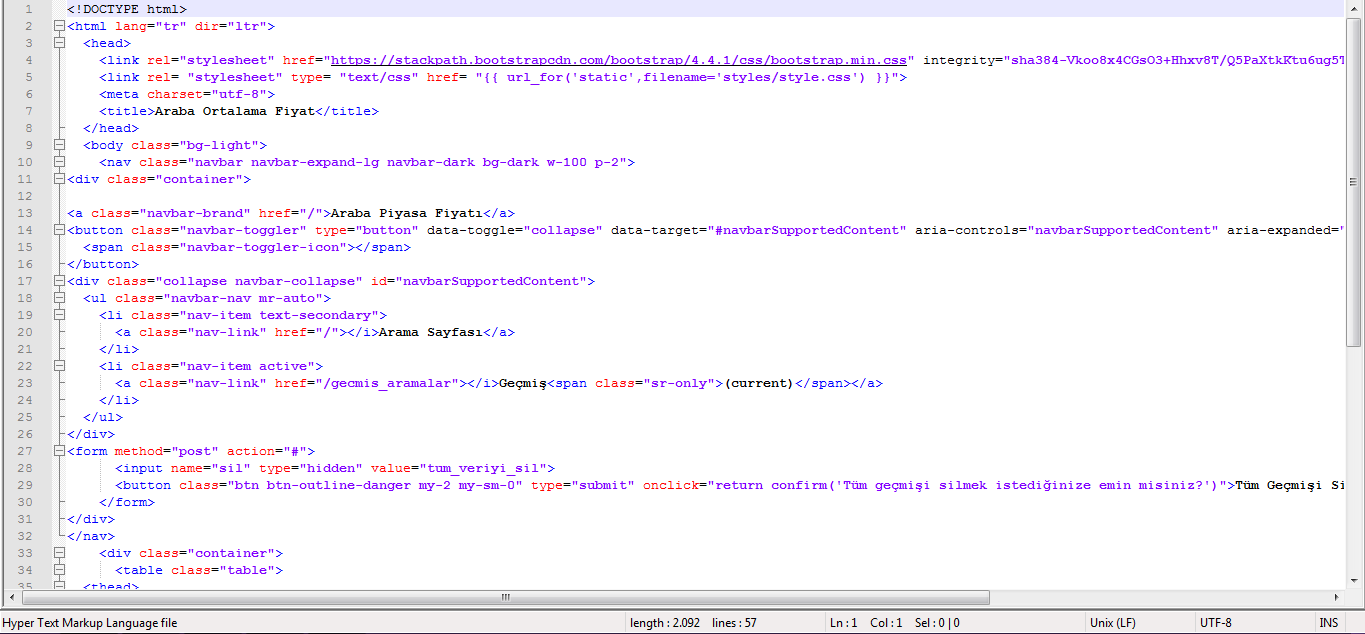 1 <!DOCTYPE html>
2 <html lang="tr" dir="ltr">
3 <head>
4 <link rel="stylesheet" href="https://stackpath.bootstrapcdn.com/bootstrap/4.4.1/css/bootstrap.min.css" integrity="sha384-Vkoo8x4CGsO3+Hhxv8T/Q5PaXtkKtu6ug5T
5 <link rel= "stylesheet" type= "text/css" href= "{{ url_for('static',filename='styles/style.css') }}">
6 <meta charset="utf-8">
7 <title>Araba Ortalama Fiyat</title>
8 </head>
9 <body class="bg-light">
10 <nav class="navbar navbar-expand-lg navbar-dark bg-dark w-100 p-2">
11 <div class="container">
12
13 <a class="navbar-brand" href="/">Araba Piyasa Fiyatı</a>
14 <button class="navbar-toggler" type="button" data-toggle="collapse" data-target="#navbarSupportedContent" aria-controls="navbarSupportedContent" aria-expanded="
15 <span class="navbar-toggler-icon"></span>
16 </button>
17 <div class="collapse navbar-collapse" id="navbarSupportedContent">
18 <ul class="navbar-nav mr-auto">
19 <li class="nav-item text-secondary">
20 <a class="nav-link" href="/"></i>Arama Sayfası</a>
21 </li>
22 <li class="nav-item active">
23 <a class="nav-link" href="/gecmis_aramalar"></i>Geçmiş<span class="sr-only">(current)</span></a>
24 </li>
25 </ul>
26 </div>
27 <form method="post" action="#">
28 <input name="sil" type="hidden" value="tum_veriyi_sil">
29 <button class="btn btn-outline-danger my-2 my-sm-0" type="submit" onclick="return confirm('Tüm geçmişi silmek istediğinize emin misiniz?')">Tüm Geçmişi Si
30 </form>
31 </div>
32 </nav>
33 <div class="container">
34 <table class="table">
35 <thead>
Hyper Text Markup Language file length : 2.092 lines : 57 Ln : 1 Col : 1 Sel : 0 | 0 Unix (LF) UTF-8 INS